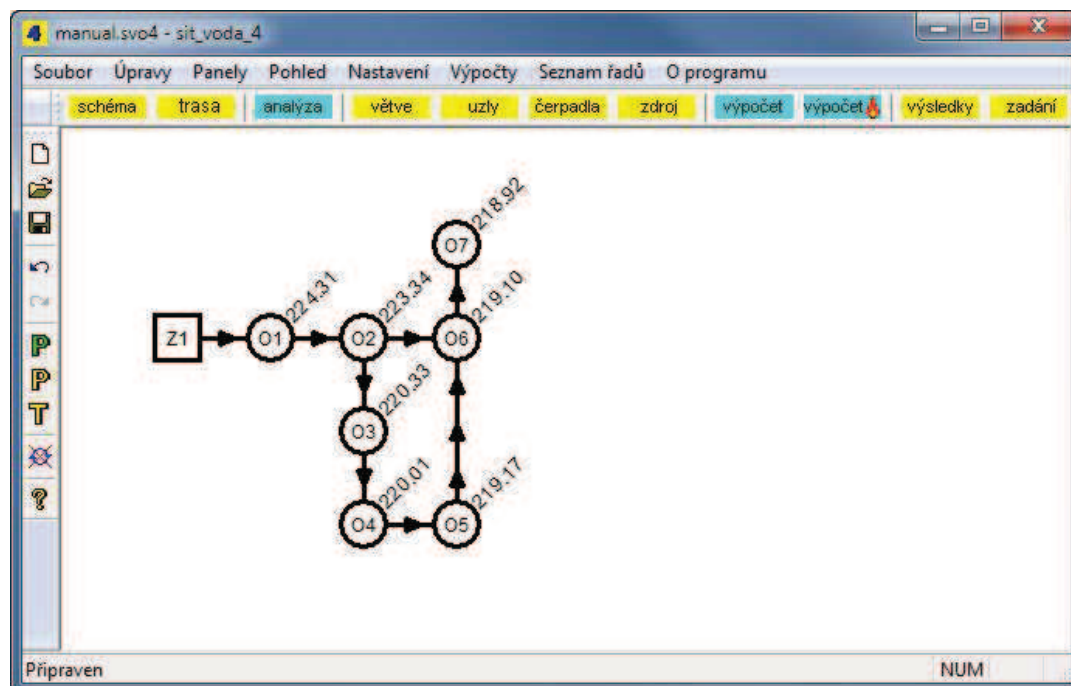 4 manual.svo4 - sit_voda_4
Soubor Úpravy Panely Pohled Nastavení Výpočty Seznam řadů O programu
schéma trasa analýza větve uzly čerpadla zdroj výpočet výpočet výsledky zadání
218.92
O7
224.31 223.34 219.10
Z1 O1 O2 O6
220.33
O3
220.01 219.17
O4 O5
P
P
T
?
Připraven NUM